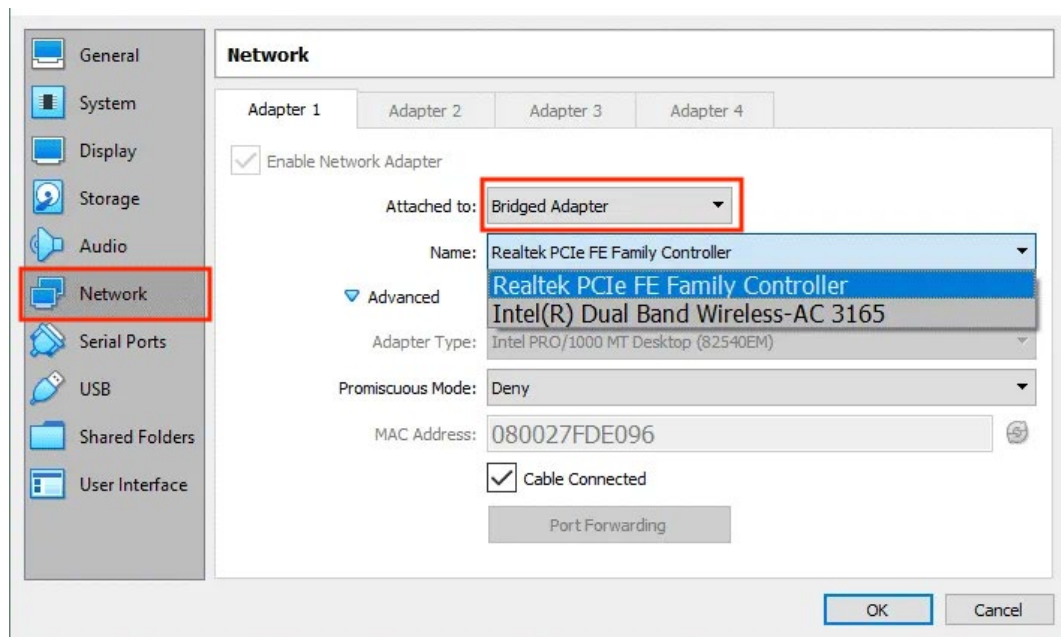 General
System
Display
Storage
Audio
Network
Serial Ports
USB
Shared Folders
User Interface
Network
Adapter 1 Adapter 2 Adapter 3 Adapter 4
Enable Network Adapter
Attached to: Bridged Adapter
Name: Realtek PCIe FE Family Controller
Realtek PCIe FE Family Controller
Intel(R) Dual Band Wireless-AC 3165
Advanced
Adapter Type: Intel PRO/1000 MT Desktop (82540EM)
Promiscuous Mode: Deny
MAC Address: 080027FDE096
Cable Connected
Port Forwarding
OK Cancel